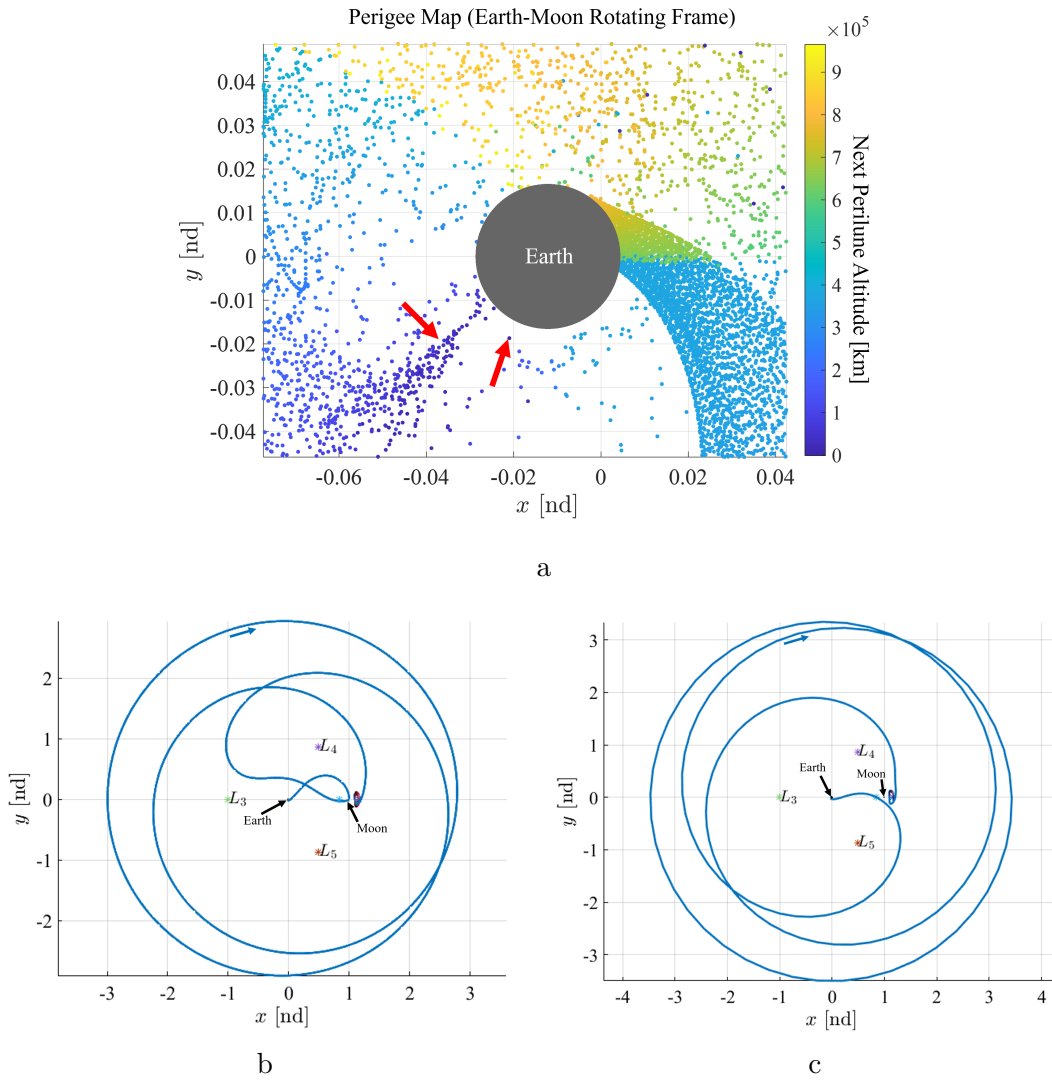 Perigee Map (Earth-Moon Rotating Frame)
×10⁵
0.04
0.03
0.02
0.01
0
-0.01
-0.02
-0.03
-0.04
y [nd]
Earth
-0.06
-0.04
-0.02
0
0.02
0.04
x [nd]
9
8
7
6
5
4
3
2
1
0
Next Perilune Altitude [km]
a
2
1
0
-1
-2
y [nd]
L₄
L₃
L₅
Earth
Moon
-3
-2
-1
0
1
2
3
x [nd]
b
3
2
1
0
-1
-2
-3
y [nd]
L₄
Earth
Moon
L₃
L₅
-4
-3
-2
-1
0
1
2
3
4
x [nd]
c